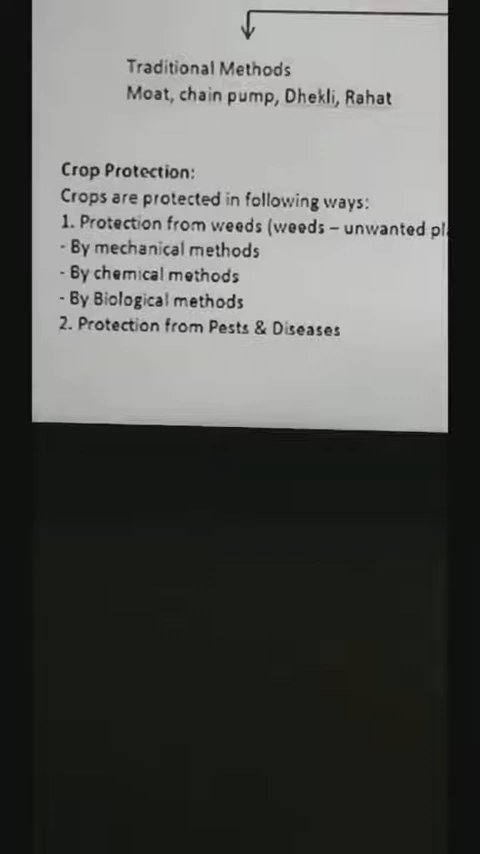 Traditional Methods
Moat, chain pump, Dhekli, Rahat
Crop Protection:
Crops are protected in following ways:
1. Protection from weeds (weeds – unwanted
- By mechanical methods
- By chemical methods
- By Biological methods
2. Protection from Pests & Diseases